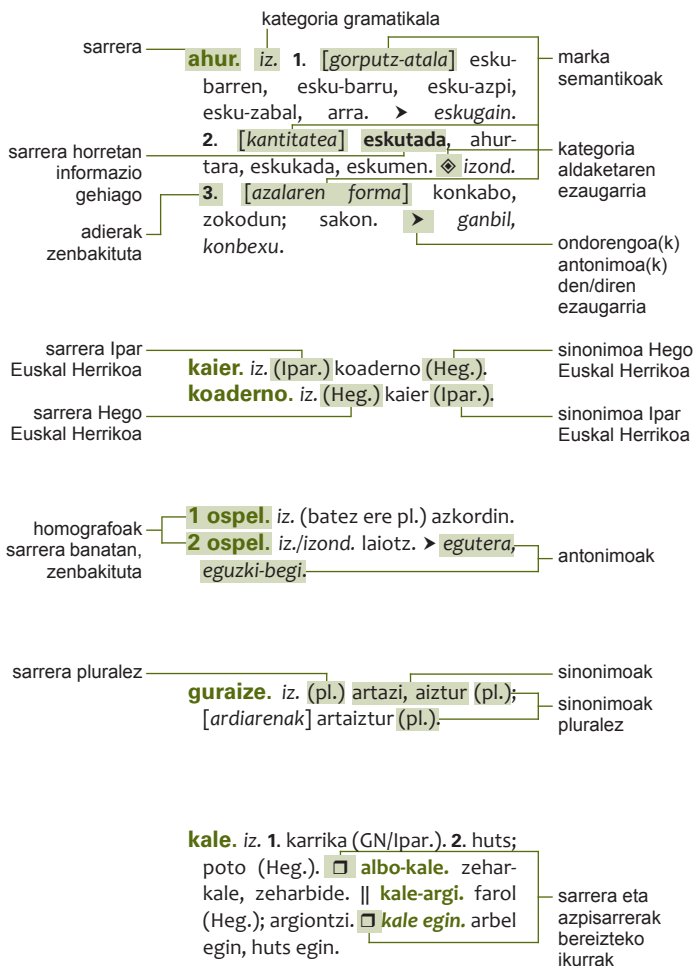 kategoria gramatikala
sarrera
ahur. iz. 1. [gorputz-atala] esku-
barren, esku-barru, esku-azpi,
esku-zabal, arra. ➤ eskugain.
2. [kantitatea] eskutada, ahur-
tara, eskukada, eskumen. ◈ izond.
3. [azalaren forma] konkabo,
zokodun; sakon. ➤ ganbil,
konbexu.
marka
semantikoak
sarrera horretan
informazio
gehiago
kategoria
aldaketaren
ezaugarria
adierak
zenbakituta
ondorengoa(k)
antonimoa(k)
den/diren
ezaugarria
sarrera Ipar
Euskal Herrikoa
sarrera Hego
Euskal Herrikoa
kaier. iz. (Ipar.) koaderno (Heg.).
koaderno. iz. (Heg.) kaier (Ipar.).
sinonimoa Hego
Euskal Herrikoa
sinonimoa Ipar
Euskal Herrikoa
homografoak
sarrera banatan,
zenbakituta
1 ospel. iz. (batez ere pl.) azkordin.
2 ospel. iz./izond. laiotz. ➤ egutera,
eguzki-begi.
antonimoak
sarrera pluralez
guraize. iz. (pl.) artazi, aiztur (pl.);
[ardiarenak] artaiztur (pl.).
sinonimoak
sinonimoak
pluralez
kale. iz. 1. karrika (GN/Ipar.). 2. huts;
poto (Heg.). ❒ albo-kale. zehar-
kale, zeharbide. || kale-argi. farol
(Heg.); argiontzi. ❒ kale egin. arbel
egin, huts egin.
sarrera eta
azpisarrerak
bereizteko
ikurrak